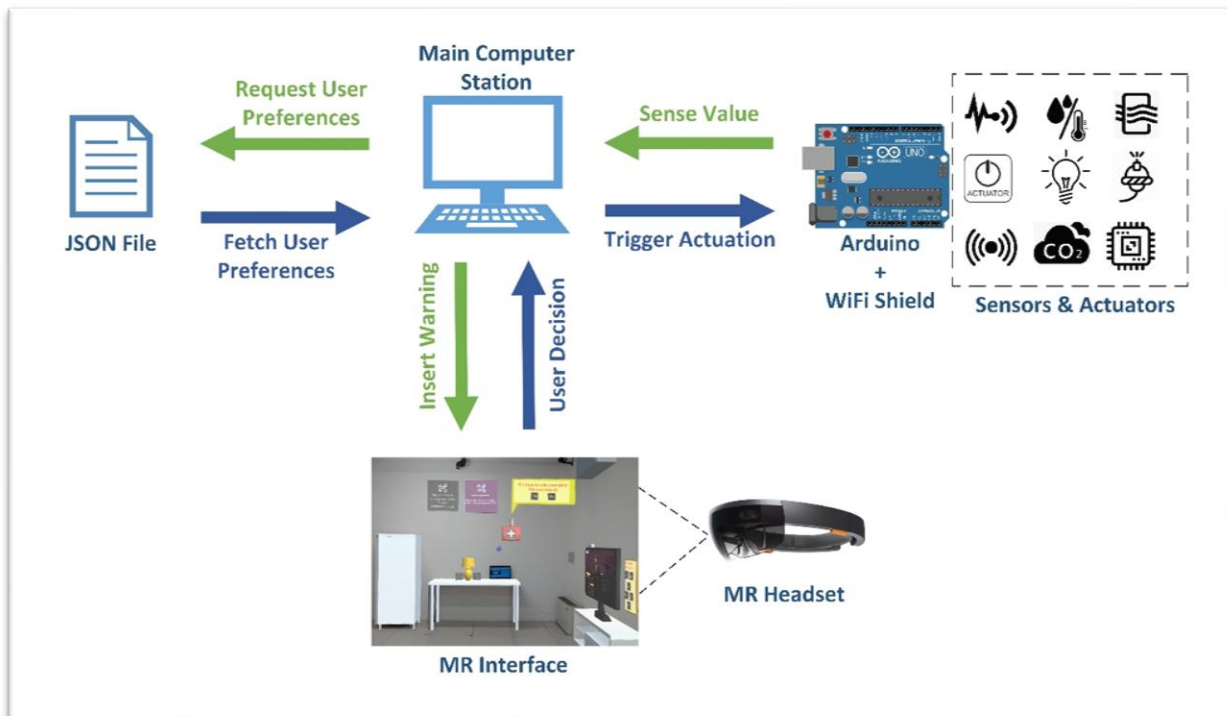 Main Computer
Station
Request User
Preferences
Sense Value
JSON File
Fetch User
Preferences
Trigger Actuation
UNO
ARDUINO
Arduino
+
WiFi Shield
ACTUATOR
CO2
Sensors & Actuators
Insert Warning
User Decision
MR Interface
MR Headset